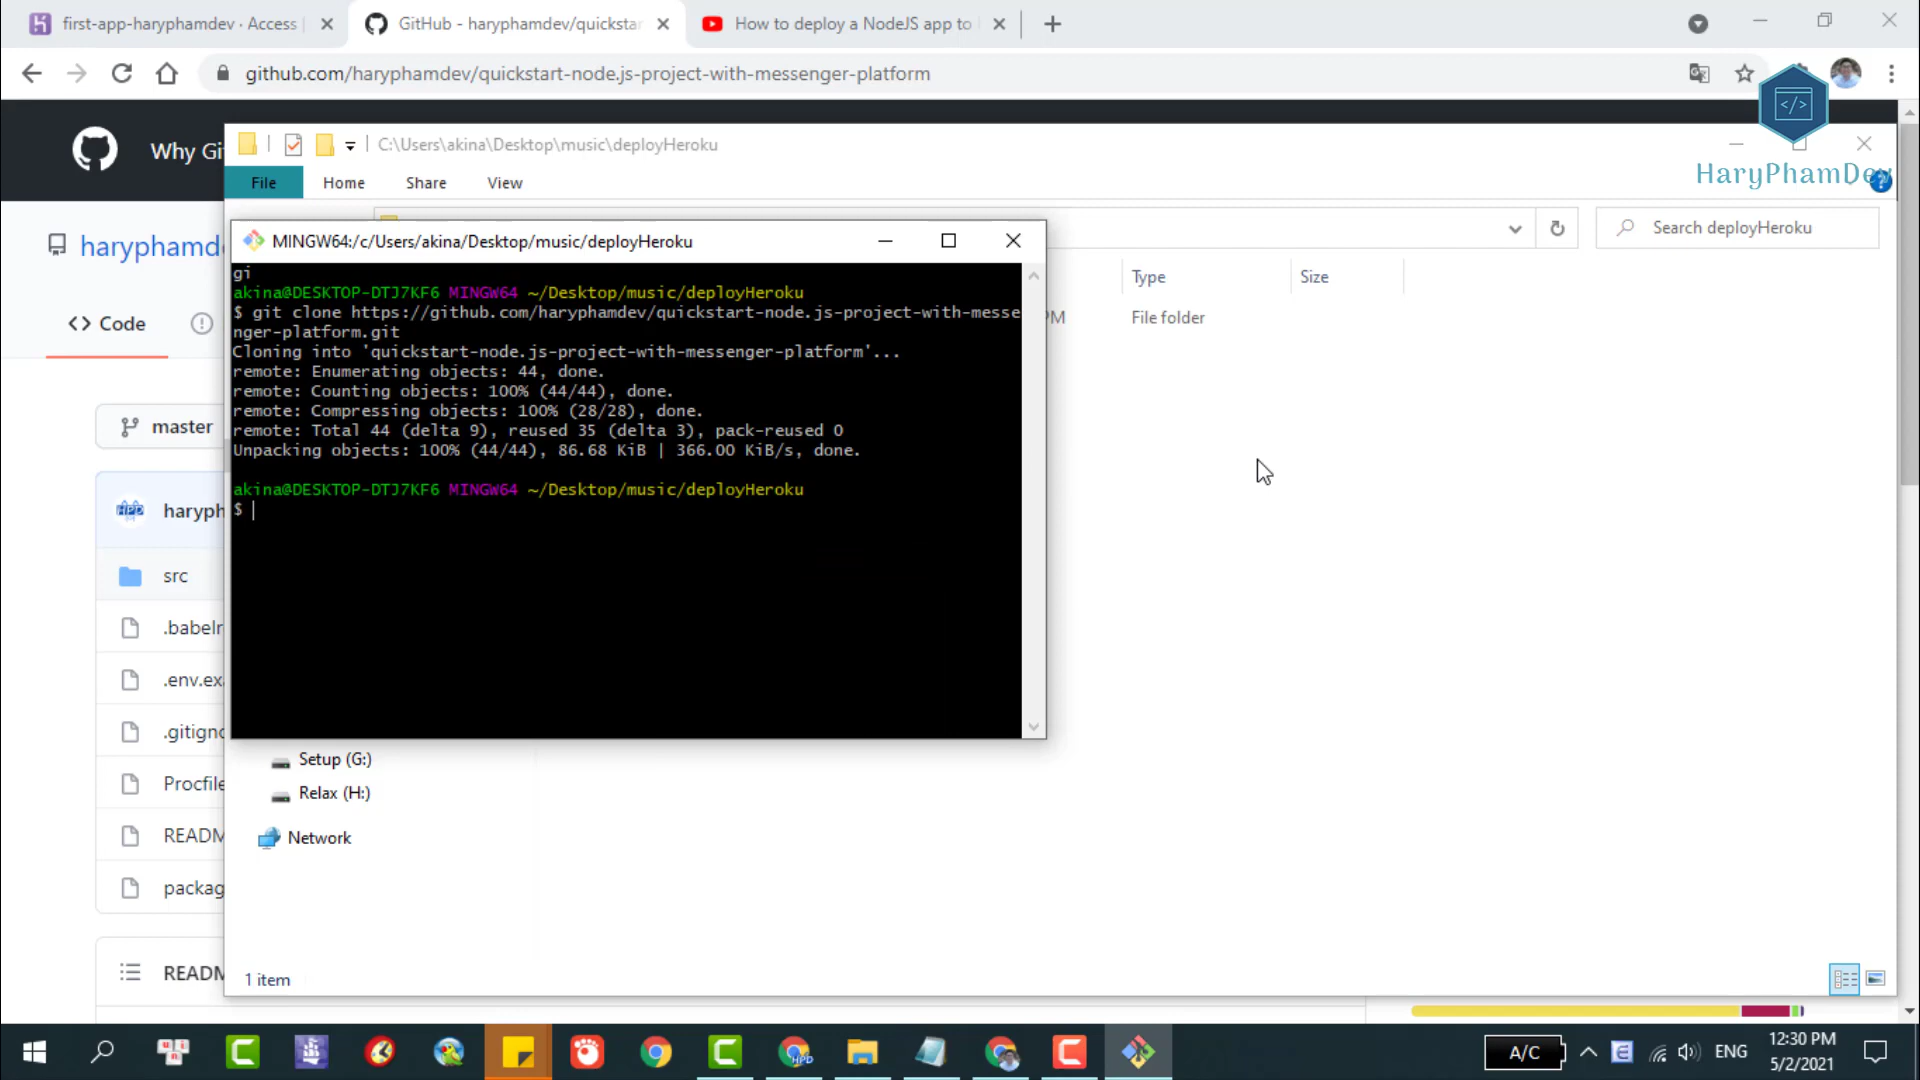 first-app-haryphamdev · Access
GitHub - haryphamdev/quickstar
How to deploy a NodeJS app to
github.com/haryphamdev/quickstart-node.js-project-with-messenger-platform
HaryPhamDev
Why Gi
C:\Users\akina\Desktop\music\deployHeroku
File
Home
Share
View
haryphamde
Search deployHeroku
MINGW64:/c/Users/akina/Desktop/music/deployHeroku
Type
Size
PM
File folder
Code
gi
akina@DESKTOP-DTJ7KF6 MINGW64 ~/Desktop/music/deployHeroku
$ git clone https://github.com/haryphamdev/quickstart-node.js-project-with-messe
nger-platform.git
Cloning into 'quickstart-node.js-project-with-messenger-platform'...
remote: Enumerating objects: 44, done.
remote: Counting objects: 100% (44/44), done.
remote: Compressing objects: 100% (28/28), done.
remote: Total 44 (delta 9), reused 35 (delta 3), pack-reused 0
Unpacking objects: 100% (44/44), 86.68 KiB | 366.00 KiB/s, done.
akina@DESKTOP-DTJ7KF6 MINGW64 ~/Desktop/music/deployHeroku
$
master
HPD
haryph
src
.babelr
.env.exa
.gitigno
Procfile
READM
packag
READM
Setup (G:)
Relax (H:)
Network
1 item
A/C
ENG
12:30 PM
5/2/2021